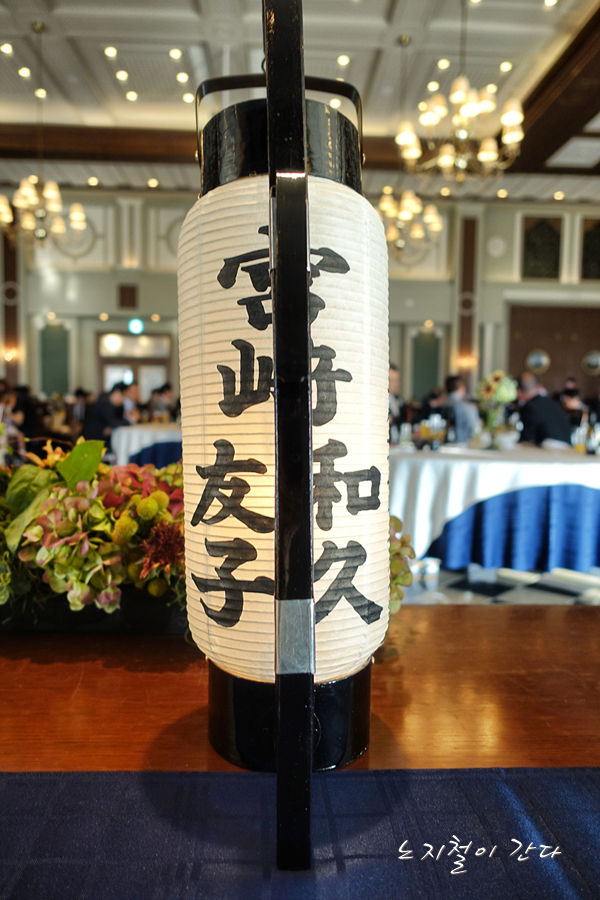 宮崎
和久
友子
노지철이 간다